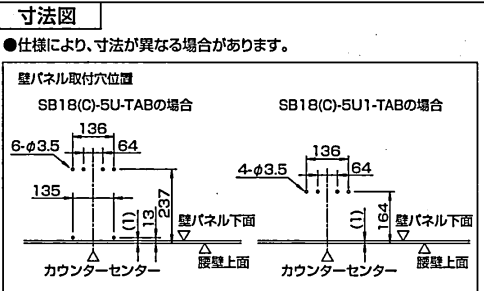 寸法図
●仕様により、寸法が異なる場合があります。
壁パネル取付穴位置
SB18(C)-5U-TABの場合
136
6-φ3.5
64
135
237
(1)
13
壁パネル下面
カウンターセンター
腰壁上面
SB18(C)-5U1-TABの場合
136
4-φ3.5
64
164
(1)
壁パネル下面
カウンターセンター
腰壁上面